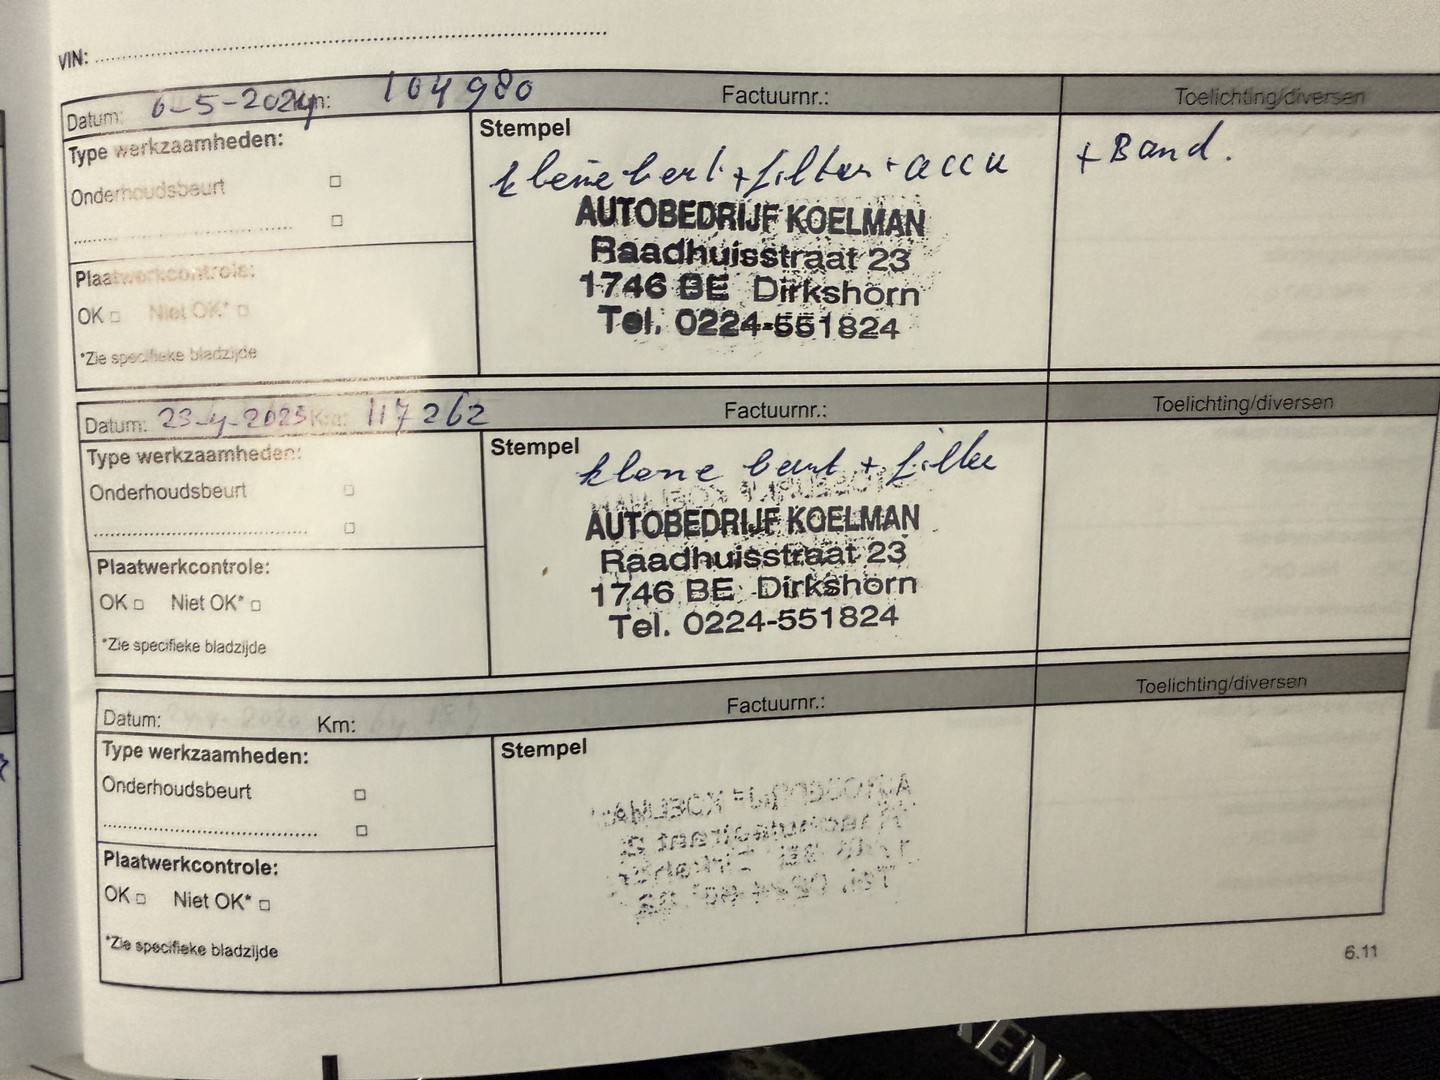 VIN:
Datum: 6-5-2024 Km: 104980 Factuurnr.: Toelichting/diversen
Type werkzaamheden:
Stempel
kleine beurt + filter + accu
+ Band.
Onderhoudsbeurt
AUTOBEDRIJF KOELMAN
Raadhuisstraat 23
1746 BE Dirkshorn
Tel. 0224-551824
Plaatwerkcontrole:
OK Niet OK*
*Zie specifieke bladzijde
Datum: 23-4-2025 Km: 117262 Factuurnr.: Toelichting/diversen
Type werkzaamheden:
Stempel
kleine beurt + filter
Onderhoudsbeurt
AUTOBEDRIJF KOELMAN
Raadhuisstraat 23
1746 BE Dirkshorn
Tel. 0224-551824
Plaatwerkcontrole:
OK Niet OK*
*Zie specifieke bladzijde
Datum: Km: Factuurnr.: Toelichting/diversen
Type werkzaamheden:
Stempel
Onderhoudsbeurt
Plaatwerkcontrole:
OK Niet OK*
*Zie specifieke bladzijde
6.11